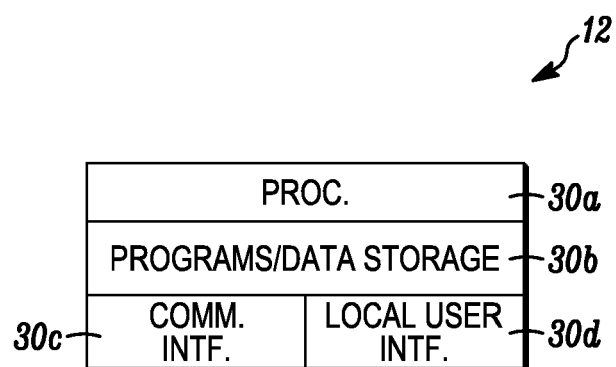 12
PROC.
30a
PROGRAMS/DATA STORAGE
30b
30c
COMM.
INTF.
LOCAL USER
INTF.
30d